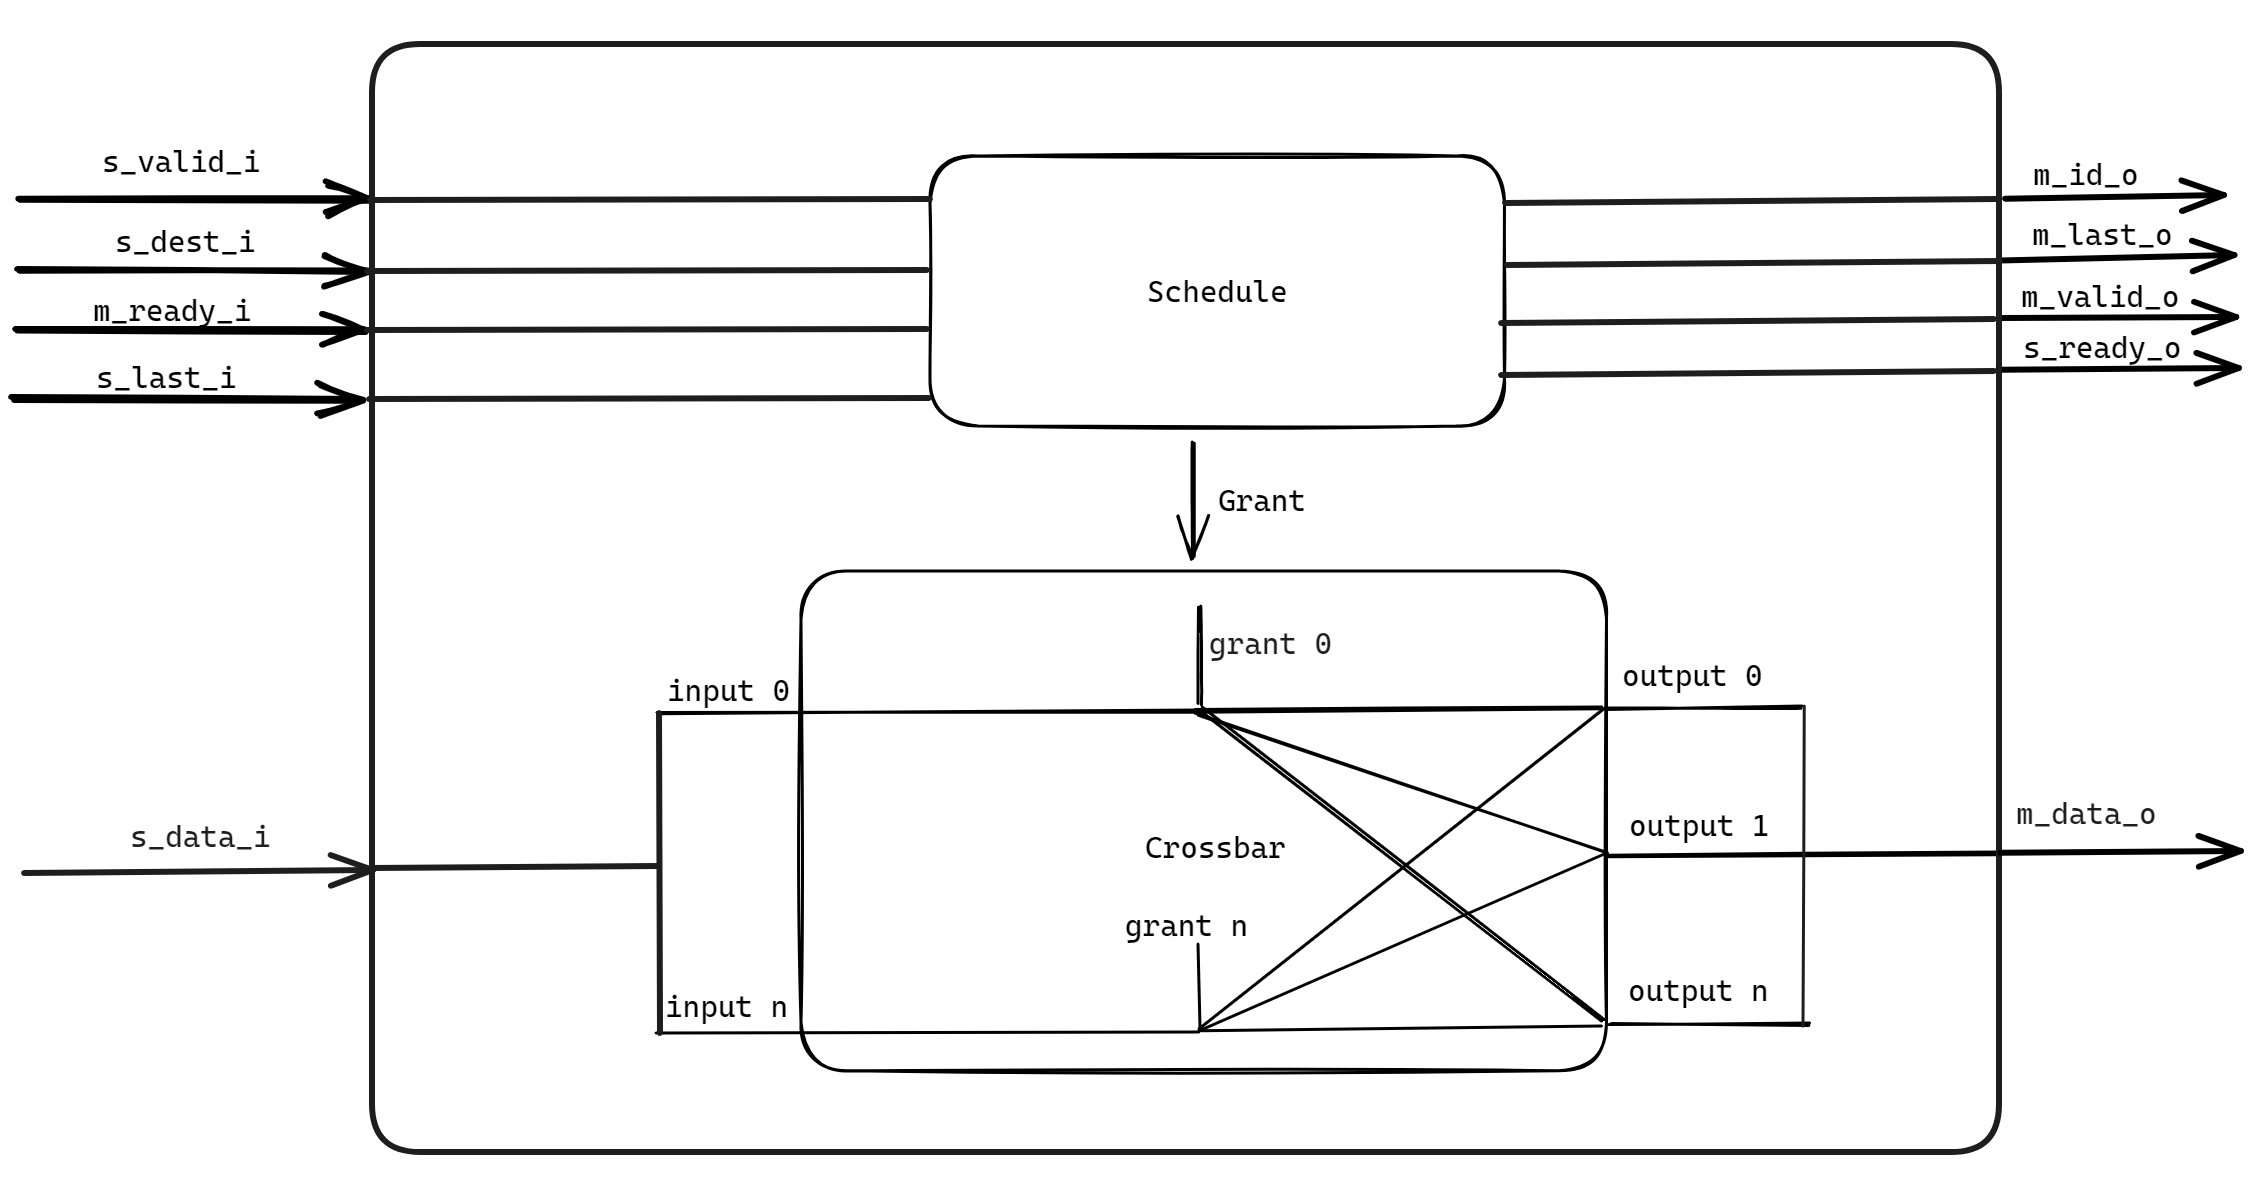 s_valid_i
s_dest_i
m_ready_i
s_last_i
Schedule
m_id_o
m_last_o
m_valid_o
s_ready_o
Grant
grant 0
input 0
output 0
s_data_i
Crossbar
output 1
m_data_o
grant n
input n
output n